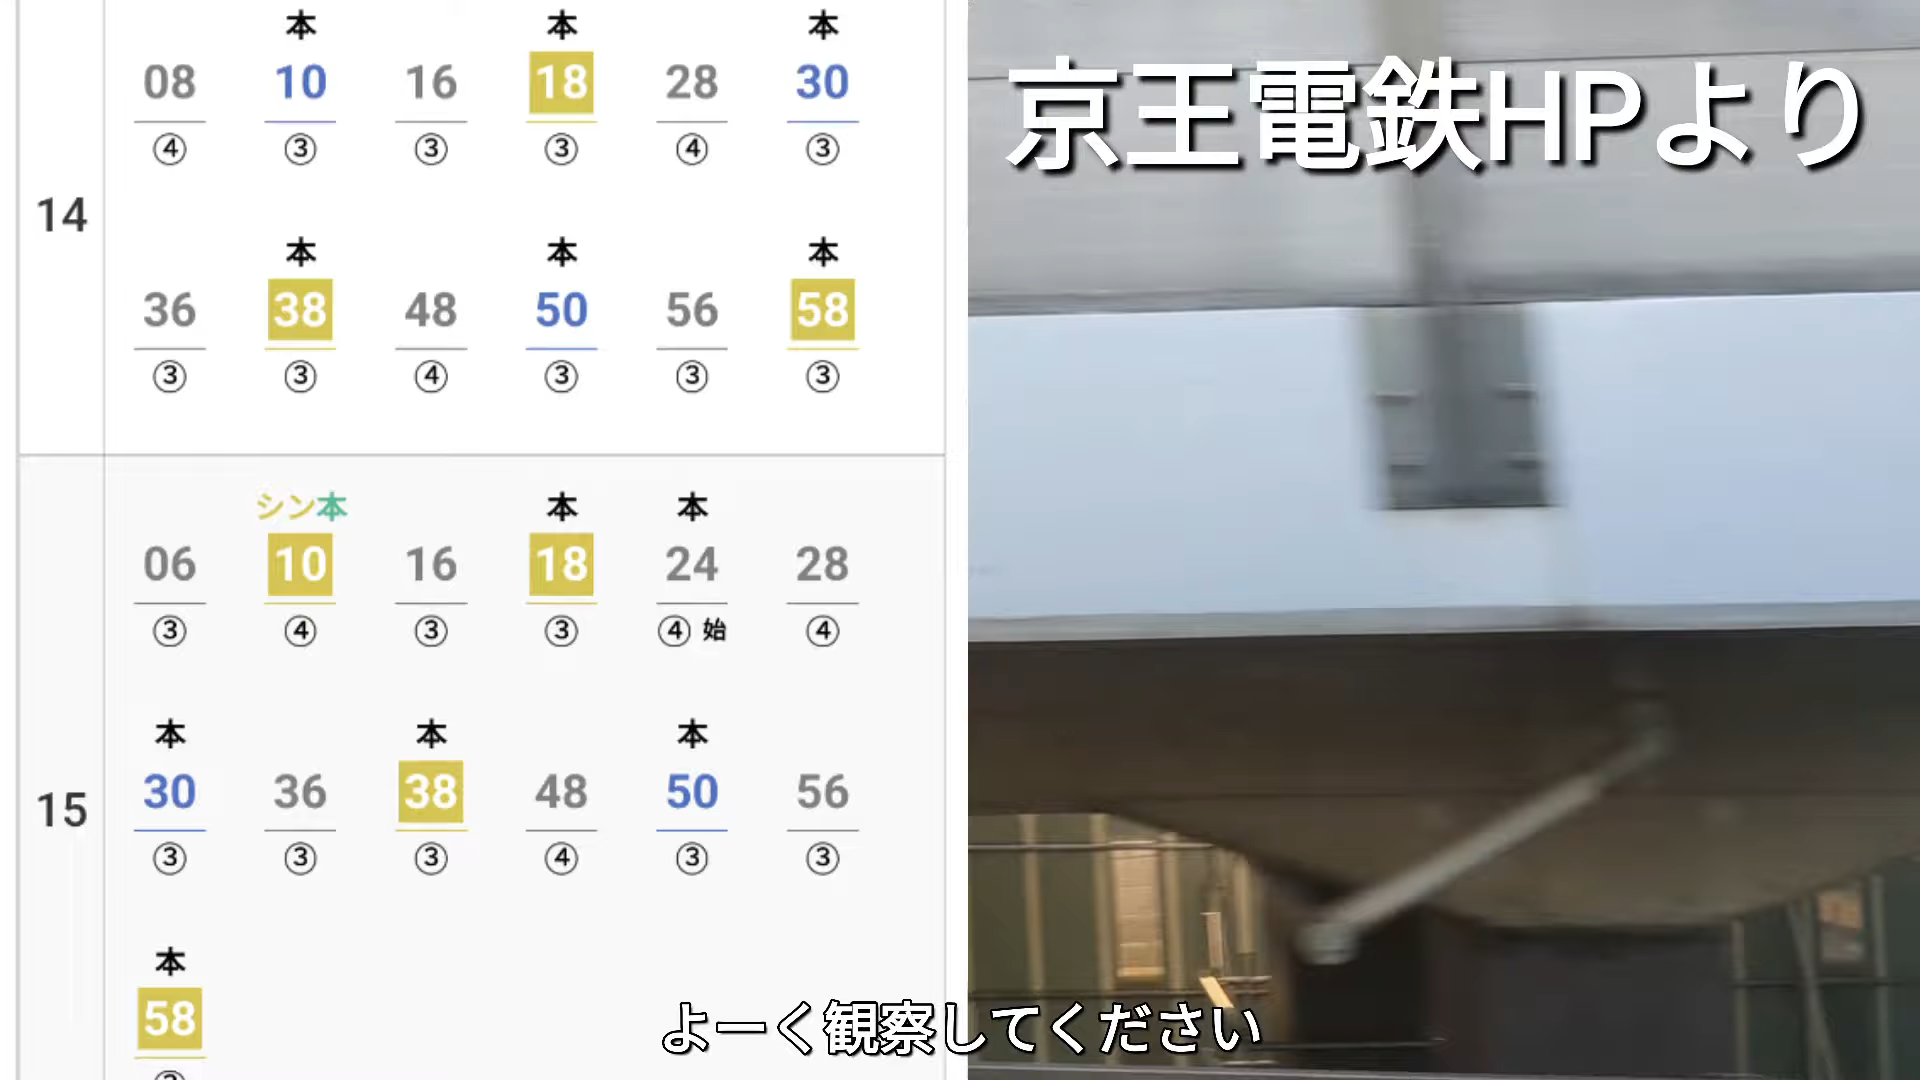 本 本 本
08 10 16 18 28 30
④ ③ ③ ③ ④ ③
14
本 本 本
36 38 48 50 56 58
③ ③ ④ ③ ③ ③
シン本 本 本
06 10 16 18 24 28
③ ④ ③ ③ ④ 始 ④
15
本 本 本
30 36 38 48 50 56
③ ③ ③ ④ ③ ③
本
58
京王電鉄HPより
よーく観察してください